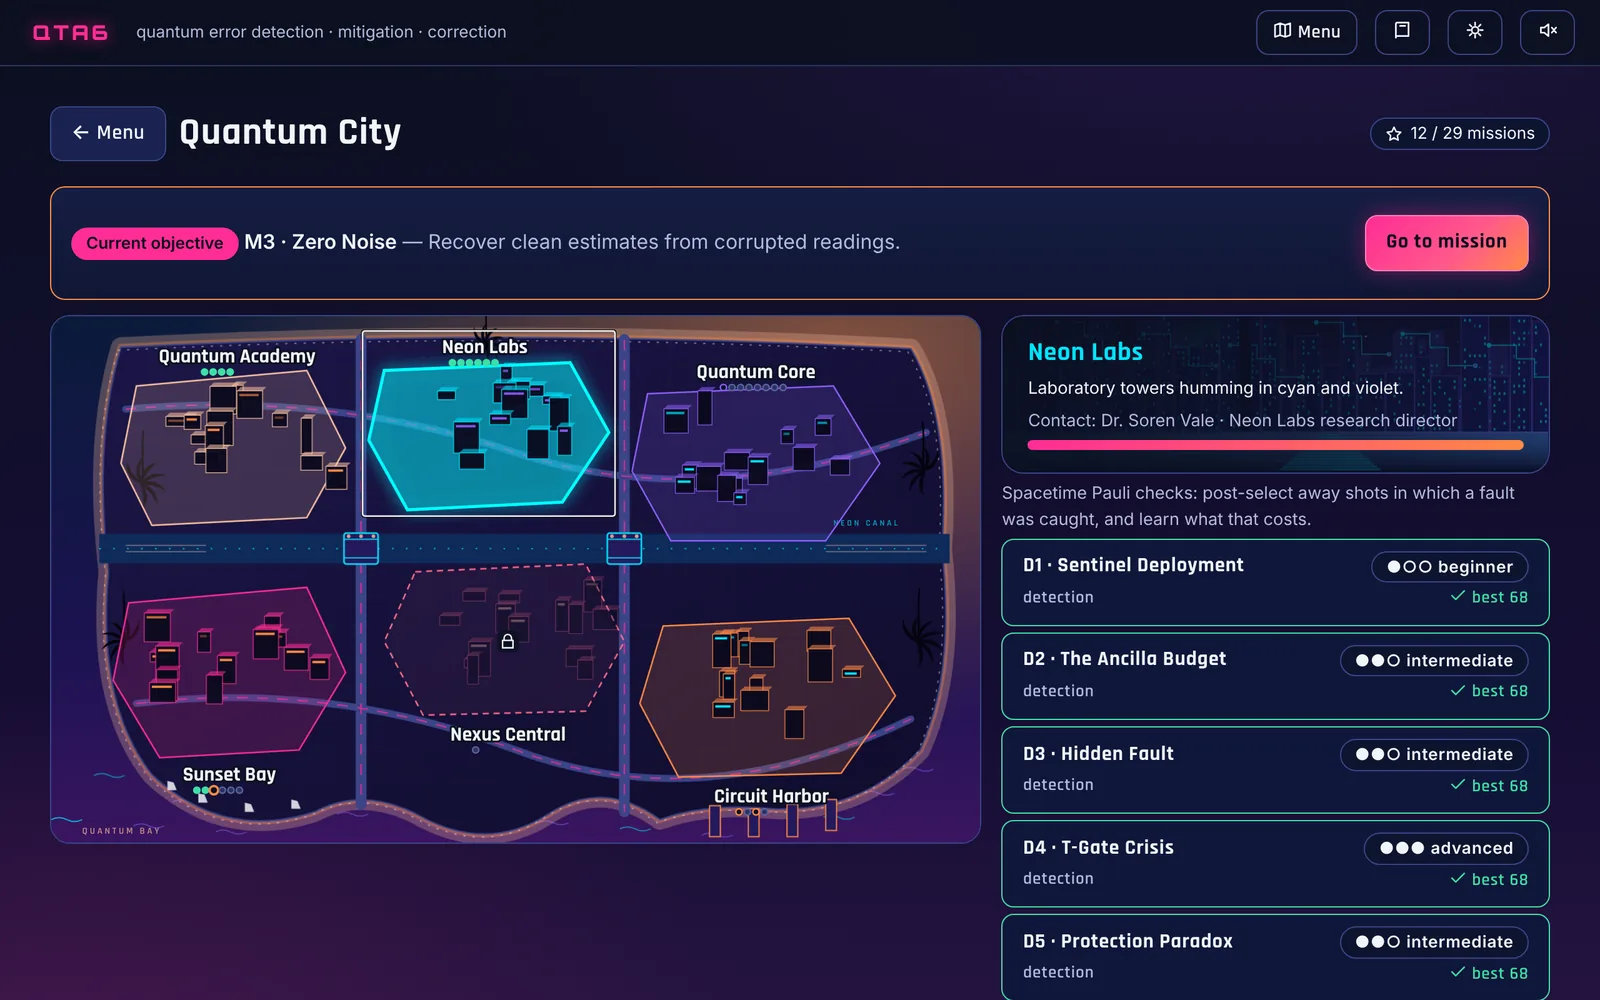 QTA6
quantum error detection · mitigation · correction
Menu
← Menu
Quantum City
12 / 29 missions
Current objective M3 · Zero Noise — Recover clean estimates from corrupted readings.
Go to mission
Quantum Academy
Neon Labs
Quantum Core
NEON CANAL
Nexus Central
Sunset Bay
Circuit Harbor
QUANTUM BAY
Neon Labs
Laboratory towers humming in cyan and violet.
Contact: Dr. Soren Vale · Neon Labs research director
Spacetime Pauli checks: post-select away shots in which a fault
was caught, and learn what that costs.
D1 · Sentinel Deployment
beginner
detection
best 68
D2 · The Ancilla Budget
intermediate
detection
best 68
D3 · Hidden Fault
intermediate
detection
best 68
D4 · T-Gate Crisis
advanced
detection
best 68
D5 · Protection Paradox
intermediate
detection
best 68